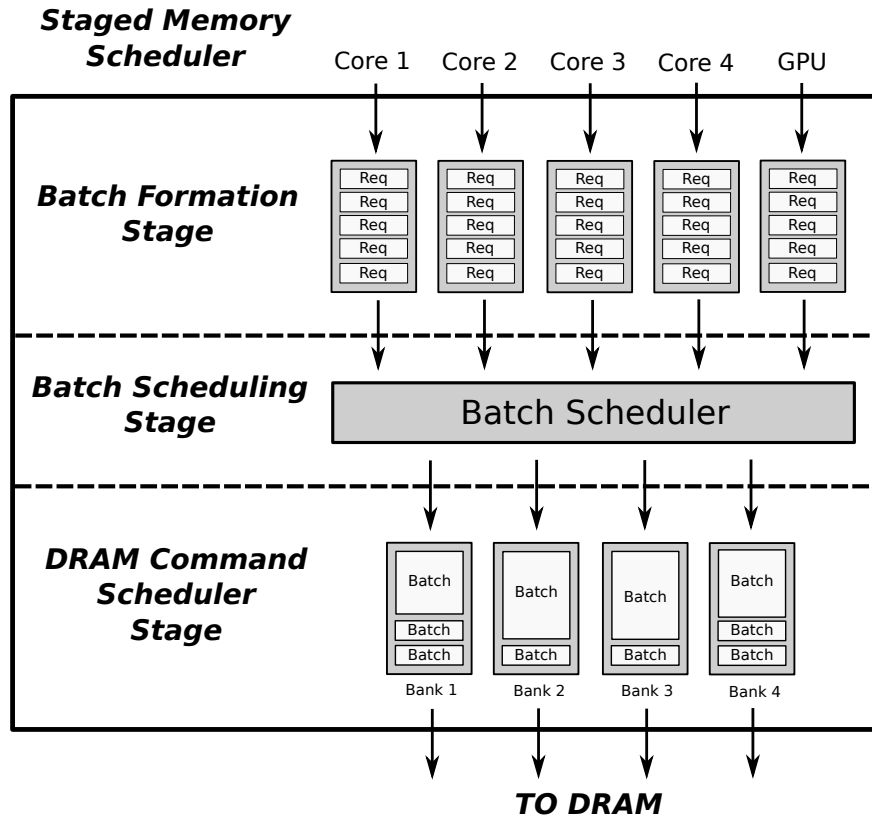 Staged Memory
Scheduler
Core 1 Core 2 Core 3 Core 4 GPU
Batch Formation
Stage
Req Req Req Req Req
Req Req Req Req Req
Req Req Req Req Req
Req Req Req Req Req
Req Req Req Req Req
Batch Scheduling
Stage
Batch Scheduler
DRAM Command
Scheduler
Stage
Batch Batch Batch Batch
Batch Batch
Batch Batch Batch Batch
Bank 1 Bank 2 Bank 3 Bank 4
TO DRAM